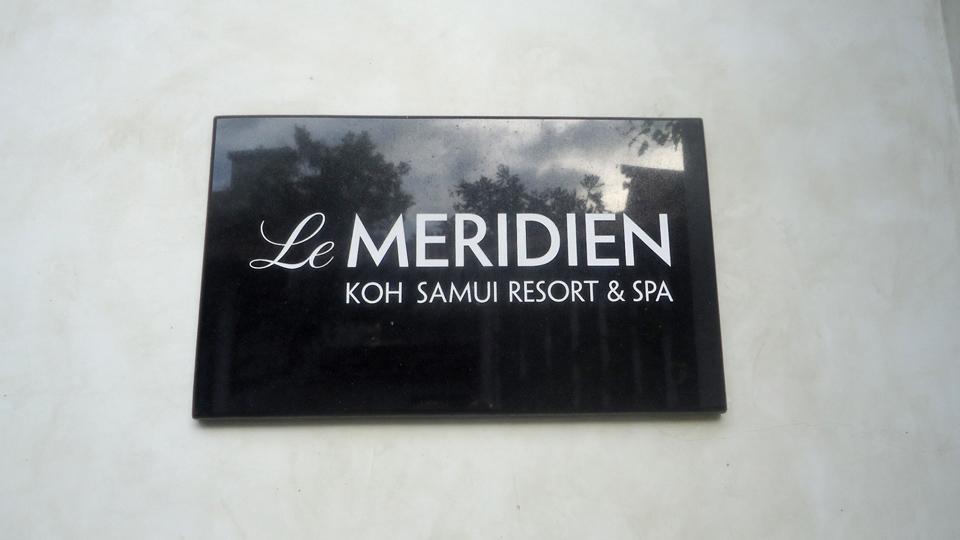 Le MERIDIEN
KOH SAMUI RESORT & SPA